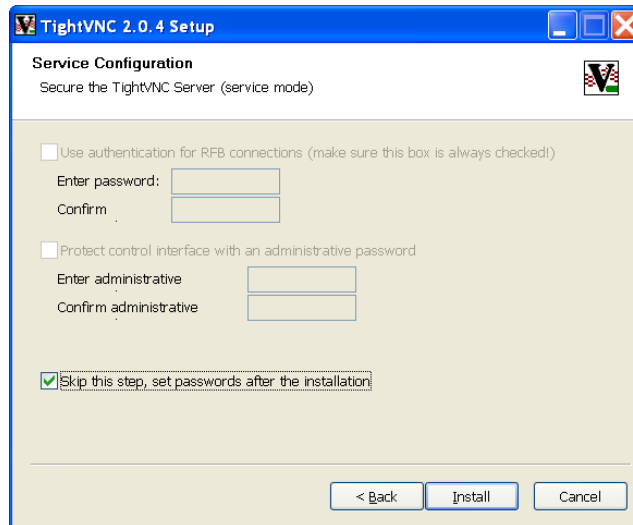 TightVNC 2.0.4 Setup
Service Configuration
Secure the TightVNC Server (service mode)
Use authentication for RFB connections (make sure this box is always checked!)
Enter password:
Confirm
Protect control interface with an administrative password
Enter administrative
Confirm administrative
Skip this step, set passwords after the installation
< Back Install Cancel